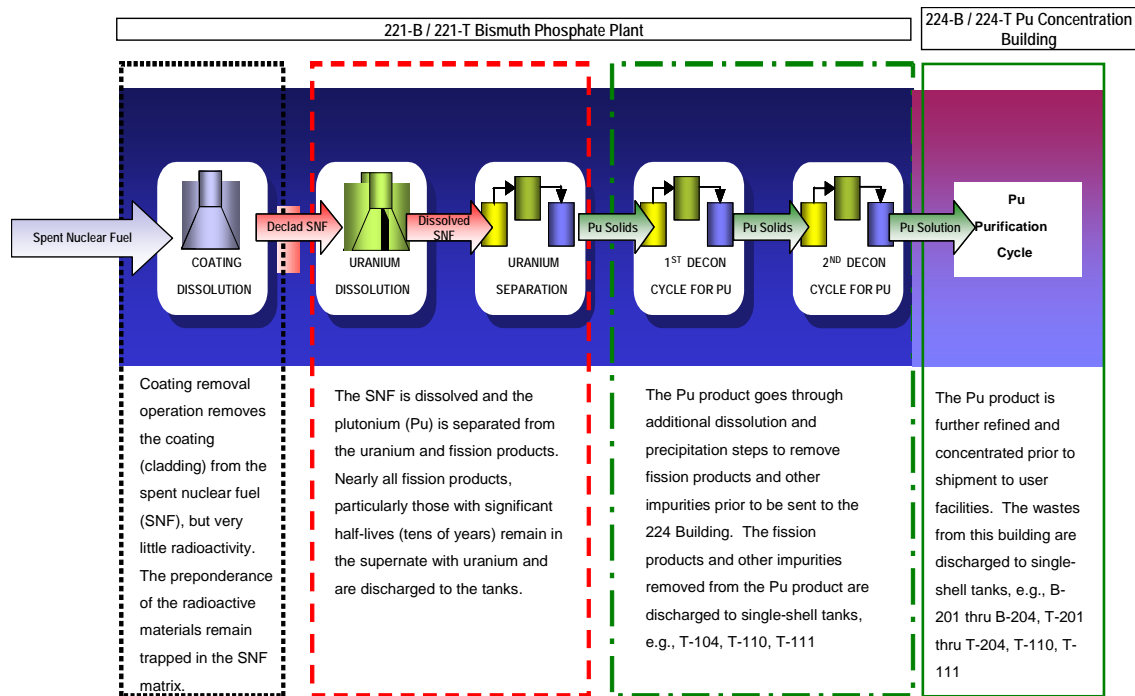 221-B / 221-T Bismuth Phosphate Plant
224-B / 224-T Pu Concentration
Building
Spent Nuclear Fuel
COATING
DISSOLUTION
Declad SNF
URANIUM
DISSOLUTION
Dissolved
SNF
URANIUM
SEPARATION
Pu Solids
1ST DECON
CYCLE FOR PU
Pu Solids
2ND DECON
CYCLE FOR PU
Pu Solution
Pu
Purification
Cycle
Coating removal
operation removes
the coating
(cladding) from the
spent nuclear fuel
(SNF), but very
little radioactivity.
The preponderance
of the radioactive
materials remain
trapped in the SNF
matrix.
The SNF is dissolved and the
plutonium (Pu) is separated from
the uranium and fission products.
Nearly all fission products,
particularly those with significant
half-lives (tens of years) remain in
the supernate with uranium and
are discharged to the tanks.
The Pu product goes through
additional dissolution and
precipitation steps to remove
fission products and other
impurities prior to be sent to the
224 Building. The fission
products and other impurities
removed from the Pu product are
discharged to single-shell tanks,
e.g., T-104, T-110, T-111
The Pu product is
further refined and
concentrated prior to
shipment to user
facilities. The wastes
from this building are
discharged to single-
shell tanks, e.g., B-
201 thru B-204, T-201
thru T-204, T-110, T-
111